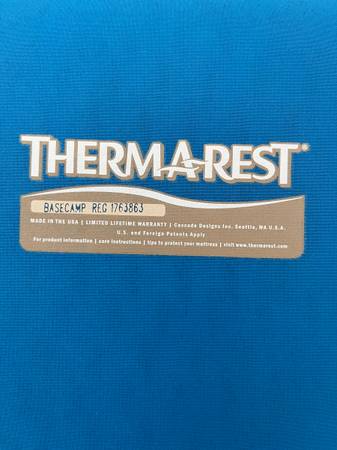 THERM-A-REST®
BASECAMP REG 1763863
MADE IN THE USA | LIMITED LIFETIME WARRANTY | Cascade Designs Inc. Seattle, WA U.S.A.
U.S. and Foreign Patents Apply
For product information | care instructions | tips to protect your mattress | visit www.thermarest.com